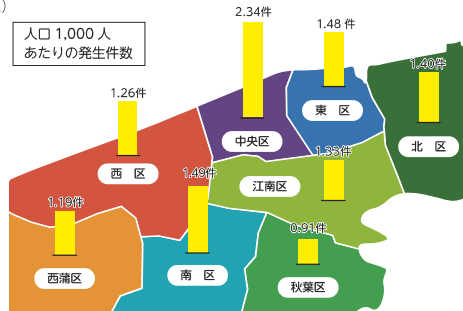 )
人口 1,000 人
あたりの発生件数
2.34件
1.48 件
1.40件
1.26件
東 区
中央区
北 区
1.33件
西 区
1.49件
江南区
1.19件
0.91件
西蒲区
南 区
秋葉区